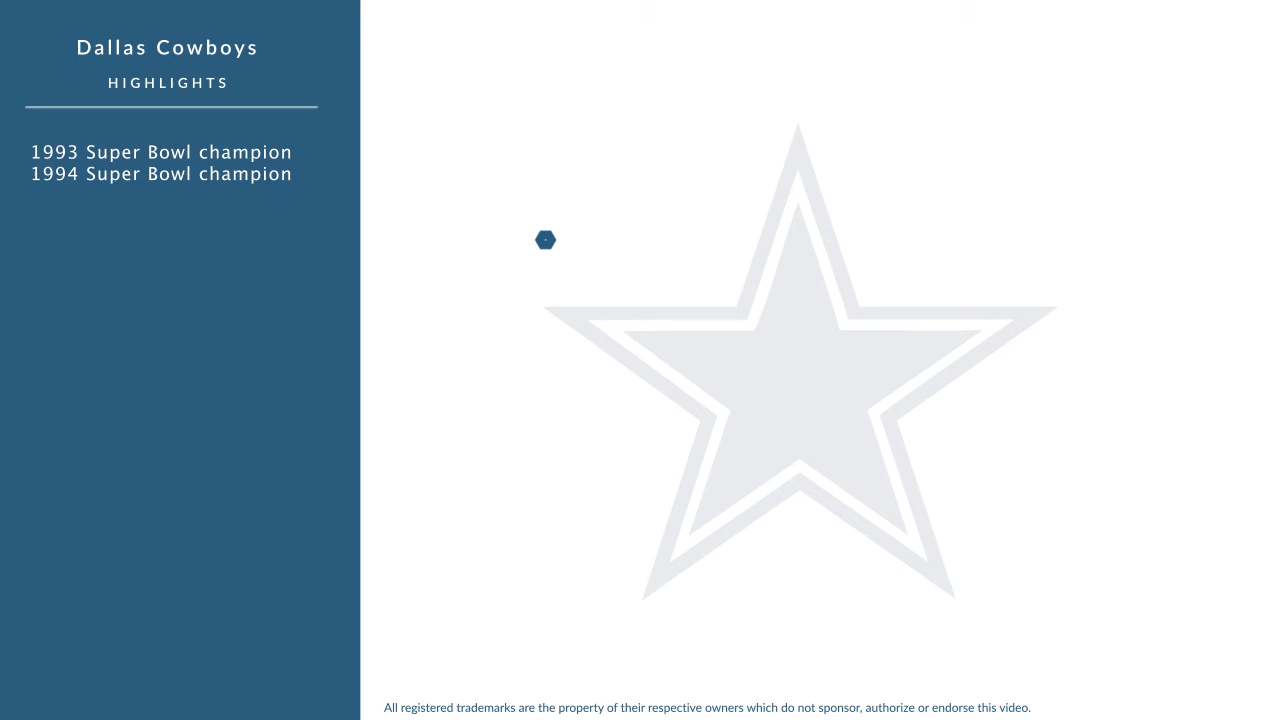 Dallas Cowboys
HIGHLIGHTS
1993 Super Bowl champion
1994 Super Bowl champion
All registered trademarks are the property of their respective owners which do not sponsor, authorize or endorse this video.